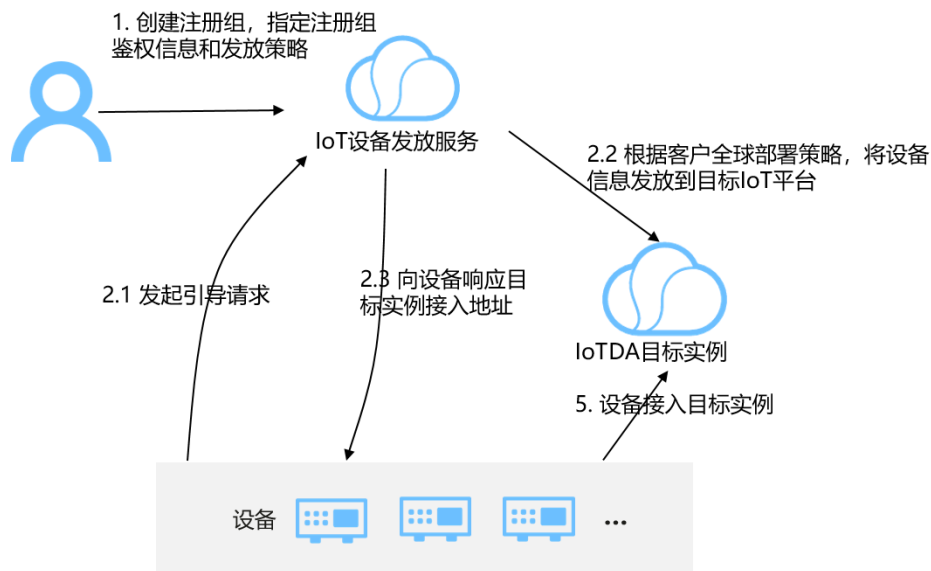 1. 创建注册组，指定注册组
鉴权信息和发放策略
IoT设备发放服务
2.2 根据客户全球部署策略，将设备
信息发放到目标IoT平台
2.1 发起引导请求
2.3 向设备响应目
标实例接入地址
IoTDA目标实例
5. 设备接入目标实例
设备
...